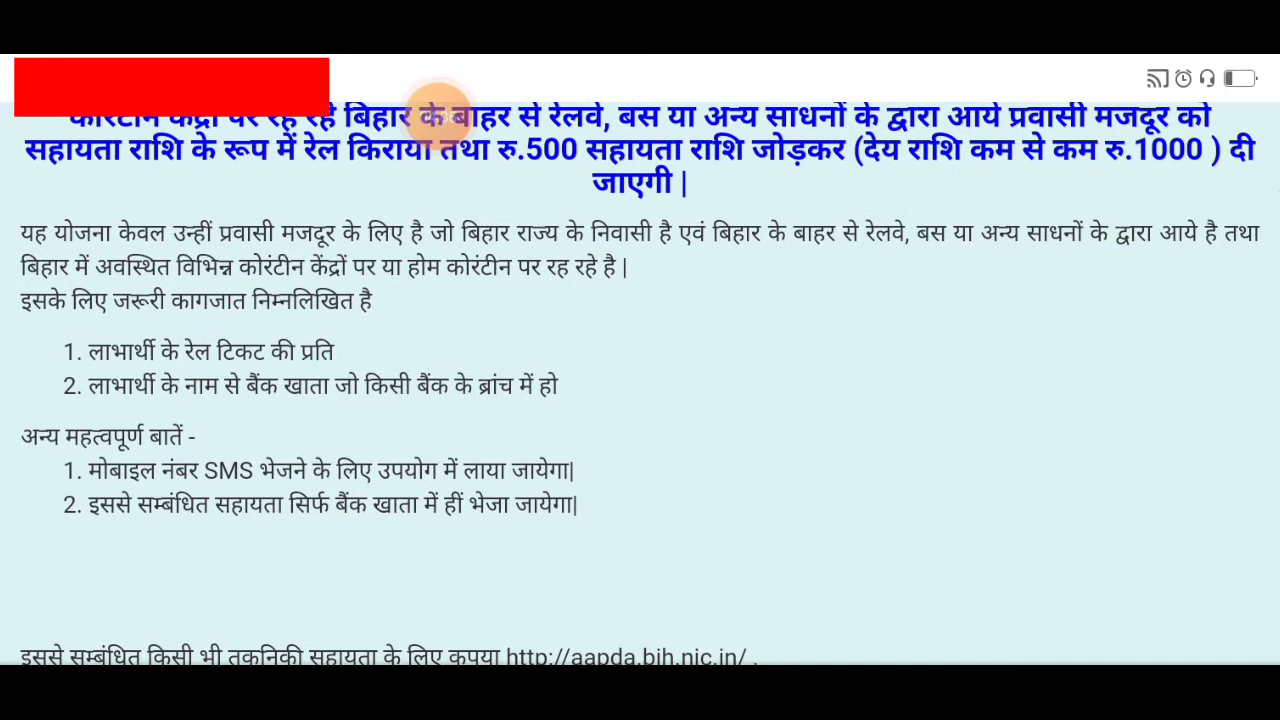 कोरंटीन केंद्रों पर रह रहे बिहार के बाहर से रेलवे, बस या अन्य साधनों के द्वारा आये प्रवासी मजदूर को
सहायता राशि के रूप में रेल किराया तथा रु.500 सहायता राशि जोड़कर (देय राशि कम से कम रु.1000 ) दी
जाएगी |
यह योजना केवल उन्हीं प्रवासी मजदूर के लिए है जो बिहार राज्य के निवासी है एवं बिहार के बाहर से रेलवे, बस या अन्य साधनों के द्वारा आये है तथा
बिहार में अवस्थित विभिन्न कोरंटीन केंद्रों पर या होम कोरंटीन पर रह रहे है |
इसके लिए जरूरी कागजात निम्नलिखित है
1. लाभार्थी के रेल टिकट की प्रति
2. लाभार्थी के नाम से बैंक खाता जो किसी बैंक के ब्रांच में हो
अन्य महत्वपूर्ण बातें -
1. मोबाइल नंबर SMS भेजने के लिए उपयोग में लाया जायेगा|
2. इससे सम्बंधित सहायता सिर्फ बैंक खाता में हीं भेजा जायेगा|
इससे सम्बंधित किसी भी तकनिकी सहायता के लिए कृपया http://aapda.bih.nic.in/ .